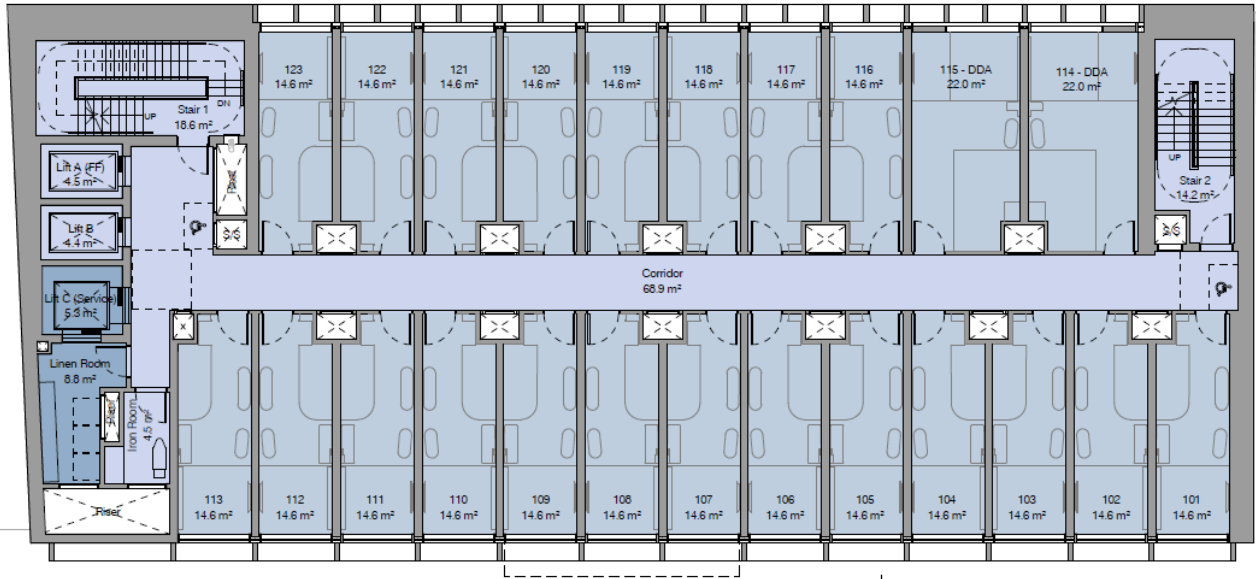 123
14.6 m²
122
14.6 m²
121
14.6 m²
120
14.6 m²
119
14.6 m²
118
14.6 m²
117
14.6 m²
116
14.6 m²
115 - DDA
22.0 m²
114 - DDA
22.0 m²
DN
UP
Stair 1
18.6 m²
UP
Stair 2
14.2 m²
Lift A (FF)
4.5 m²
Riser
Lift B
4.4 m²
S/S
S/S
Corridor
68.9 m²
Lift C (Service)
5.3 m²
x
Linen Room
8.8 m²
Iron Room
4.5 m²
Riser
Riser
113
14.6 m²
112
14.6 m²
111
14.6 m²
110
14.6 m²
109
14.6 m²
108
14.6 m²
107
14.6 m²
106
14.6 m²
105
14.6 m²
104
14.6 m²
103
14.6 m²
102
14.6 m²
101
14.6 m²